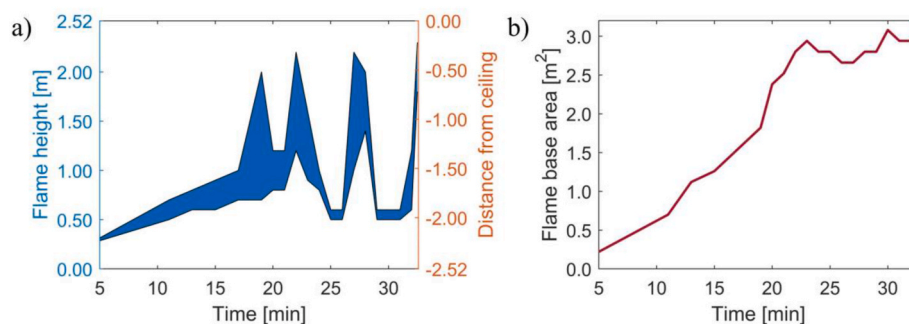 a)
Flame height [m]
2.52
2.00
1.50
1.00
0.50
0.00
5 10 15 20 25 30
Time [min]
0.00
-0.50
-1.00
-1.50
-2.00
-2.52
Distance from ceiling
b)
Flame base area [m²]
3.0
2.5
2.0
1.5
1.0
0.5
0.0
5 10 15 20 25 30
Time [min]